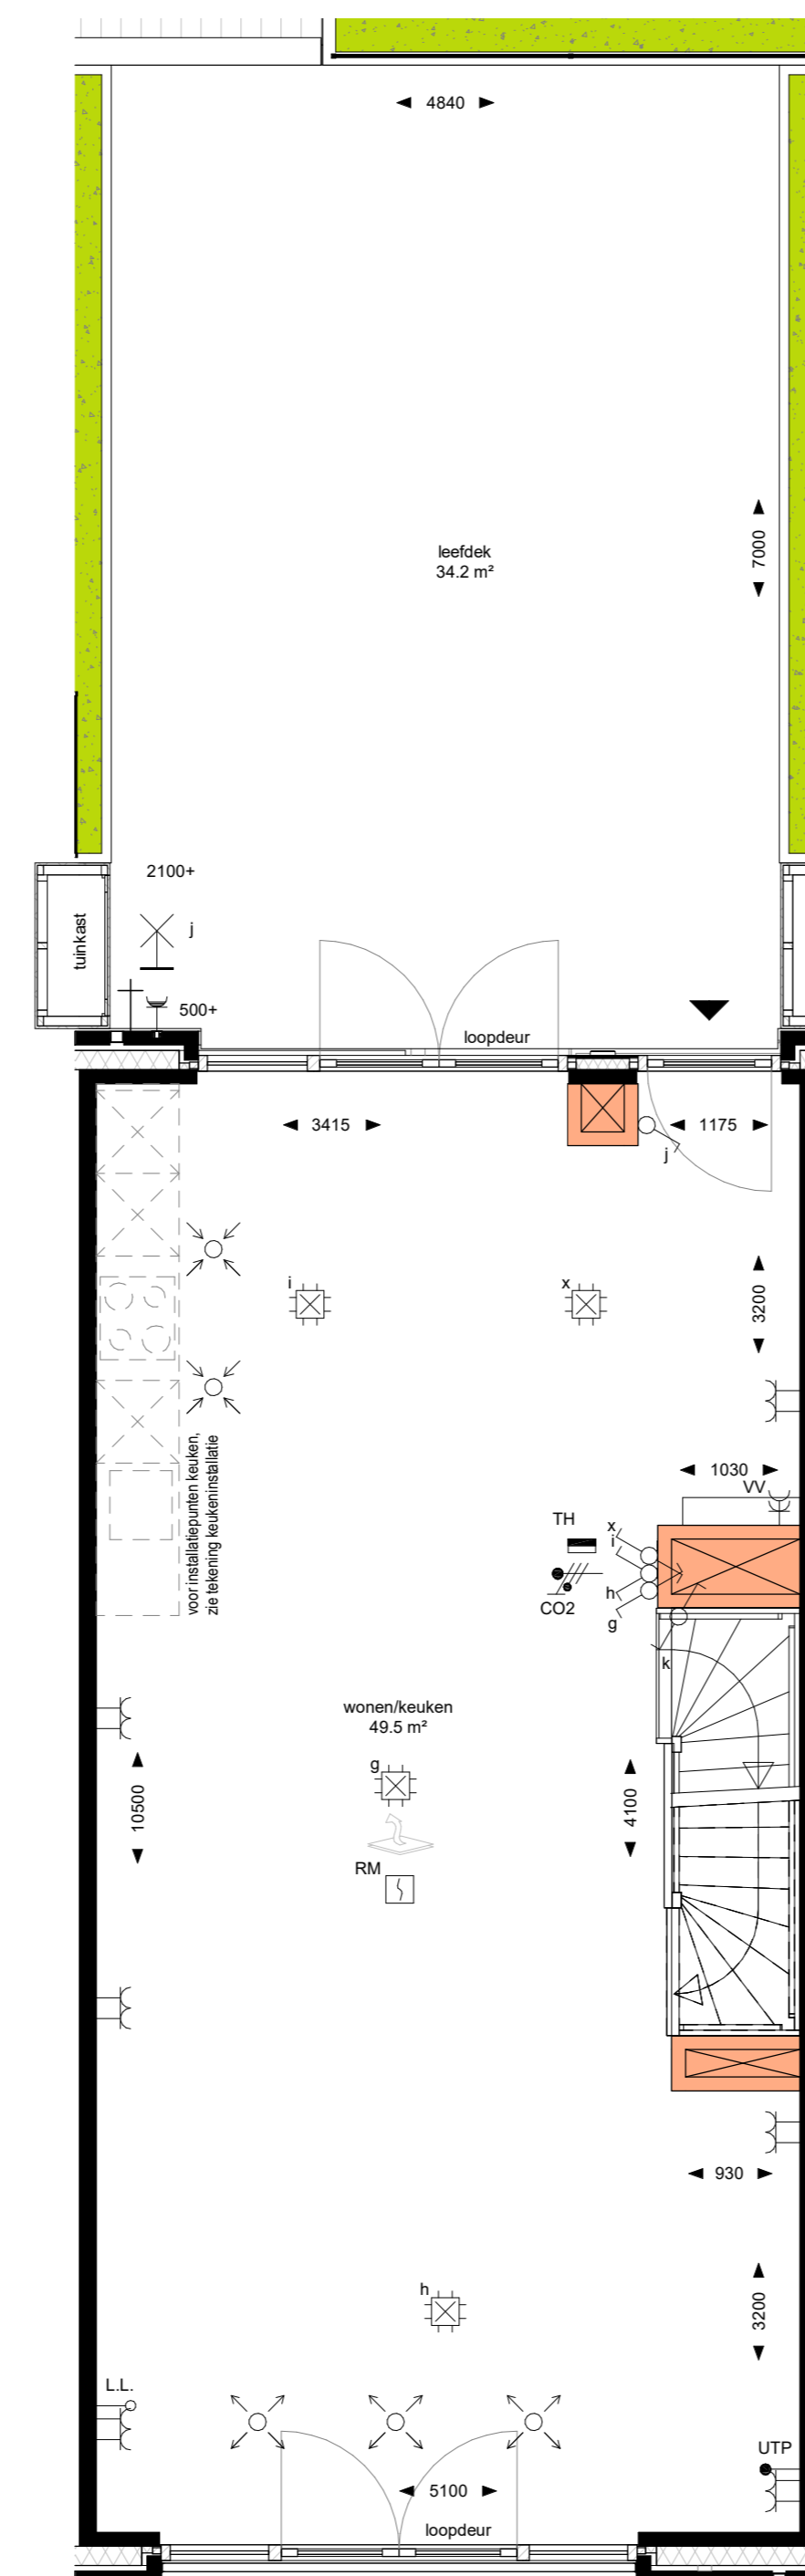 4840
leefdek
34.2 m²
7000
2100+
tuinkast
j
500+
loopdeur
3415
1175
j
i
x
3200
voor installatiepunten keuken,
zie tekening keukeninstallatie
1030
VV
TH
x
i
h
CO2
g
k
wonen/keuken
49.5 m²
g
10500
4100
RM
930
h
3200
L.L.
UTP
5100
loopdeur